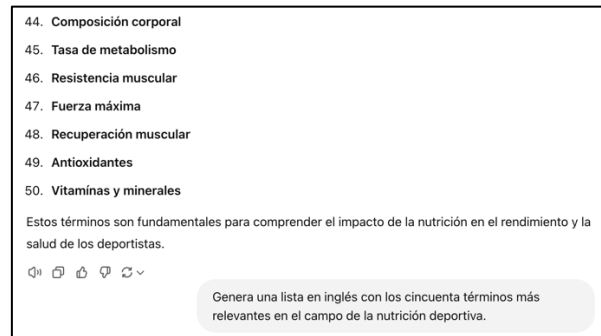 44. Composición corporal
45. Tasa de metabolismo
46. Resistencia muscular
47. Fuerza máxima
48. Recuperación muscular
49. Antioxidantes
50. Vitamínas y minerales
Estos términos son fundamentales para comprender el impacto de la nutrición en el rendimiento y la
salud de los deportistas.
Genera una lista en inglés con los cincuenta términos más
relevantes en el campo de la nutrición deportiva.